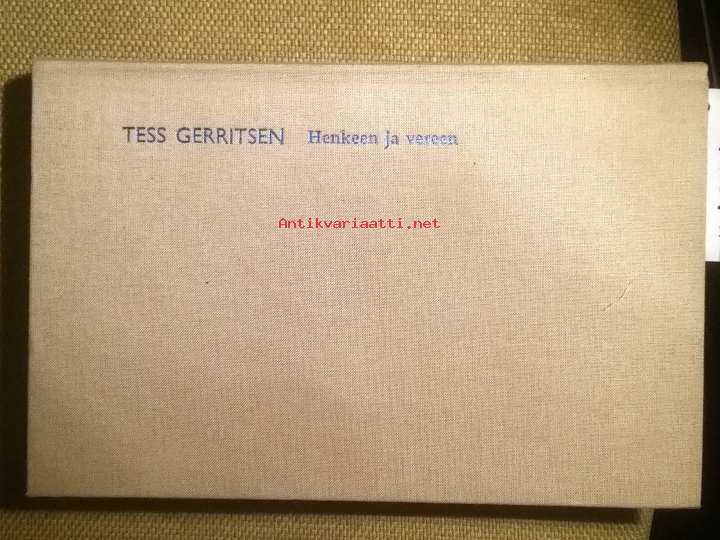 TESS GERRITSEN Henkeen ja vereen
Antikvariaatti.net